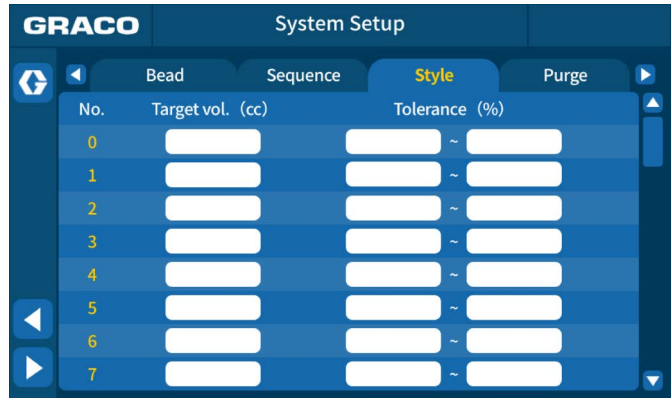 GRACO System Setup
Bead Sequence Style Purge
No. Target vol. (cc) Tolerance (%)
0 ~
1 ~
2 ~
3 ~
4 ~
5 ~
6 ~
7 ~